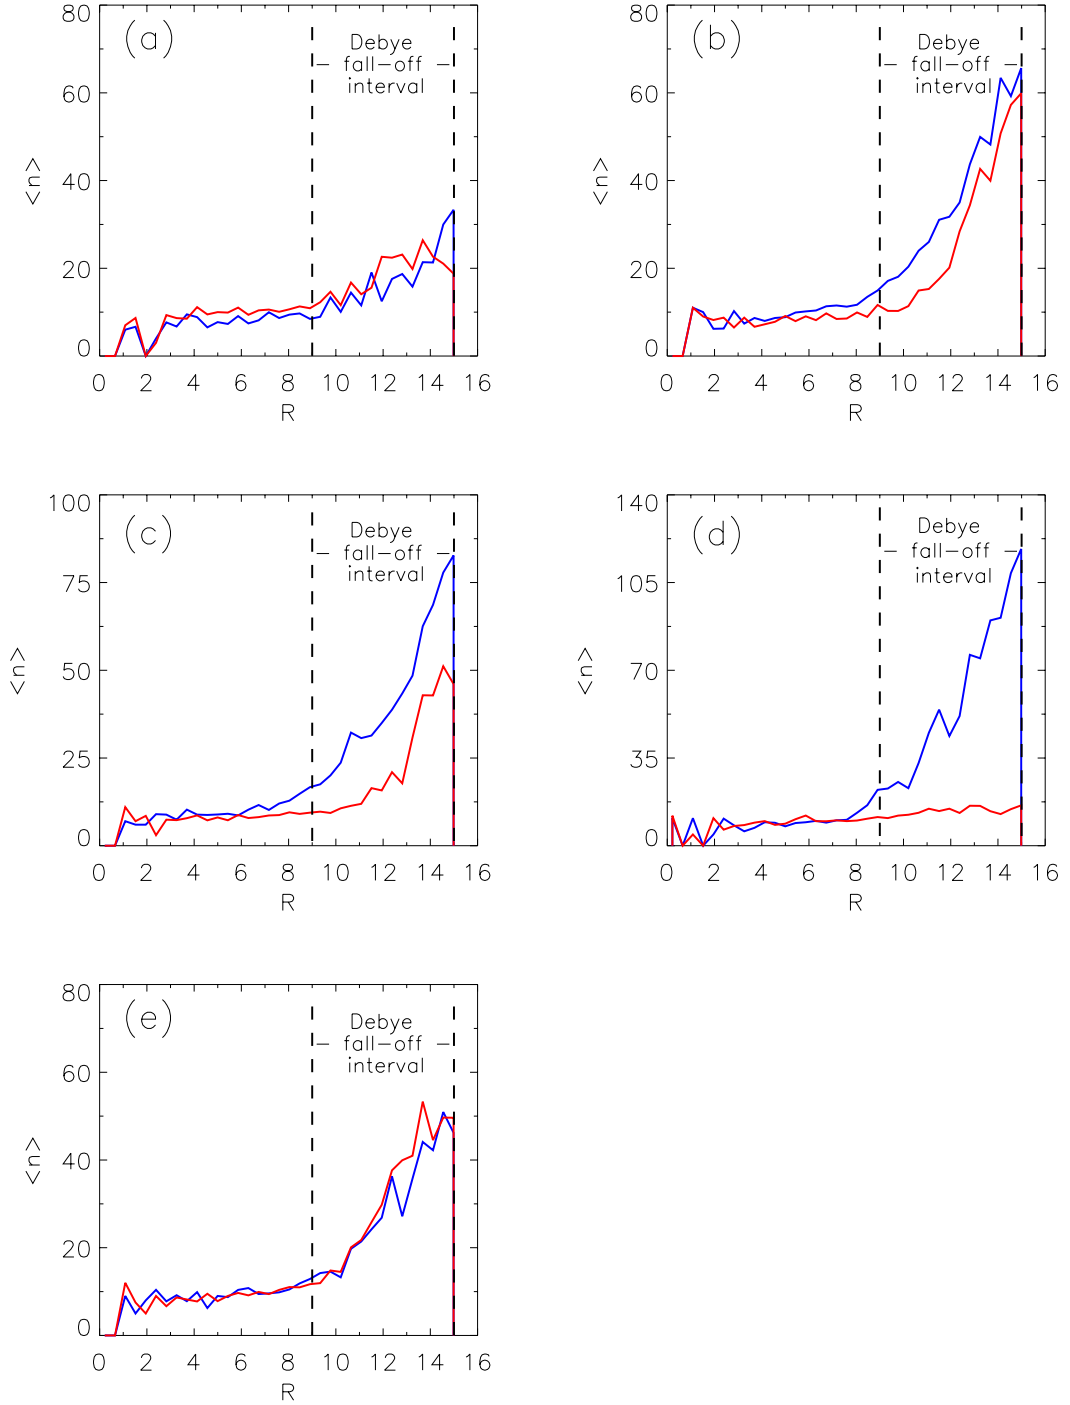 (a)
80
60
40
20
0
<n>
Debye
– fall–off –
interval
0 2 4 6 8 10 12 14 16
R
(b)
80
60
40
20
0
<n>
Debye
– fall–off –
interval
0 2 4 6 8 10 12 14 16
R
(c)
100
75
50
25
0
<n>
Debye
– fall–off –
interval
0 2 4 6 8 10 12 14 16
R
(d)
140
105
70
35
0
<n>
Debye
– fall–off –
interval
0 2 4 6 8 10 12 14 16
R
(e)
80
60
40
20
0
<n>
Debye
– fall–off –
interval
0 2 4 6 8 10 12 14 16
R